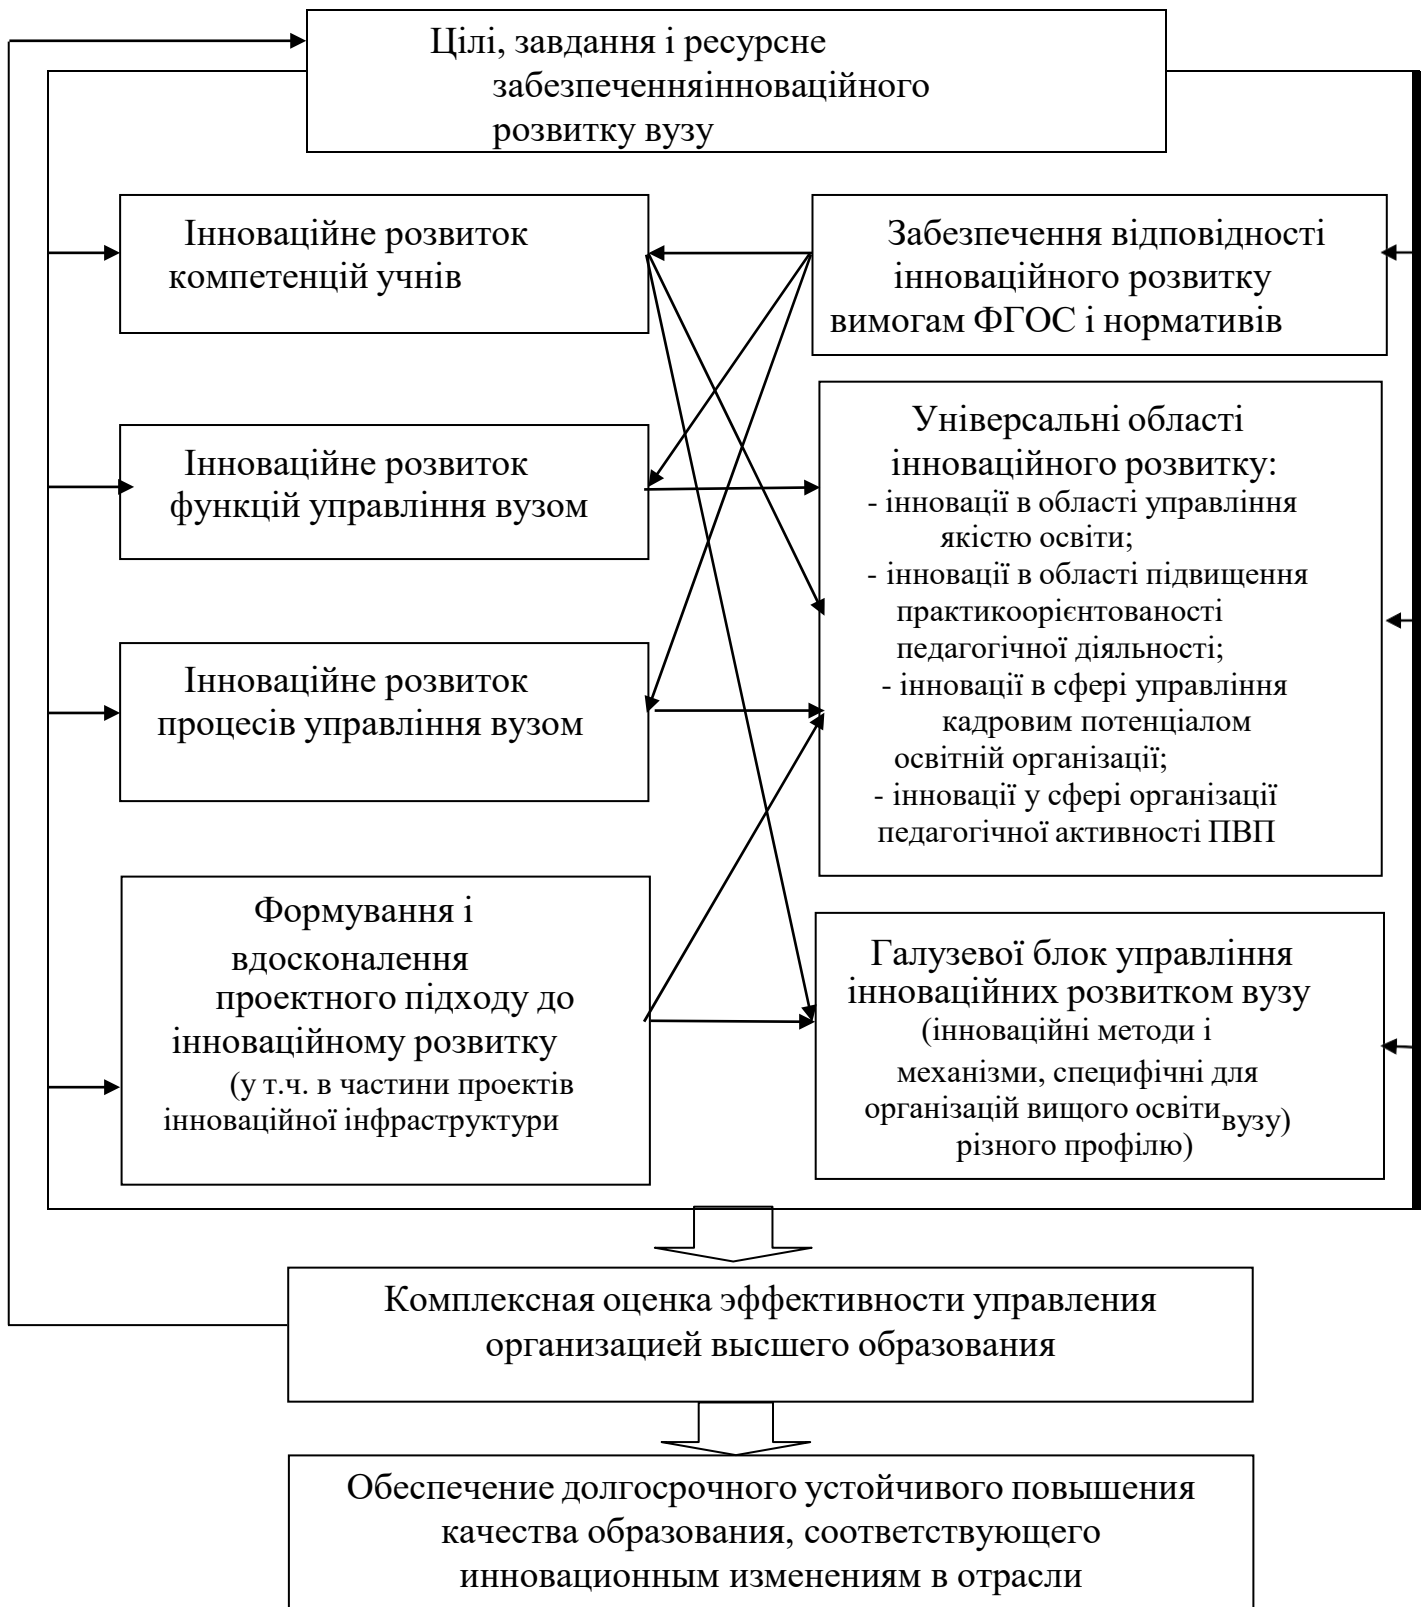 Цілі, завдання і ресурсне
забезпеченняінноваційного
розвитку вузу
Інноваційне розвиток
компетенцій учнів
Забезпечення відповідності
інноваційного розвитку
вимогам ФГОС і нормативів
Інноваційне розвиток
функцій управління вузом
Універсальні області
інноваційного розвитку:
- інновації в області управління
якістю освіти;
- інновації в області підвищення
практикоорієнтованості
педагогічної діяльності;
- інновації в сфері управління
кадровим потенціалом
освітній організації;
- інновації у сфері організації
педагогічної активності ПВП
Інноваційне розвиток
процесів управління вузом
Формування і
вдосконалення
проектного підходу до
інноваційному розвитку
(у т.ч. в частини проектів
інноваційної інфраструктури
Галузевої блок управління
інноваційних розвитком вузу
(інноваційні методи і
механізми, специфічні для
організацій вищого освіти вузу)
різного профілю)
Комплексная оценка эффективности управления
организацией высшего образования
Обеспечение долгосрочного устойчивого повышения
качества образования, соответствующего
инновационным изменениям в отрасли